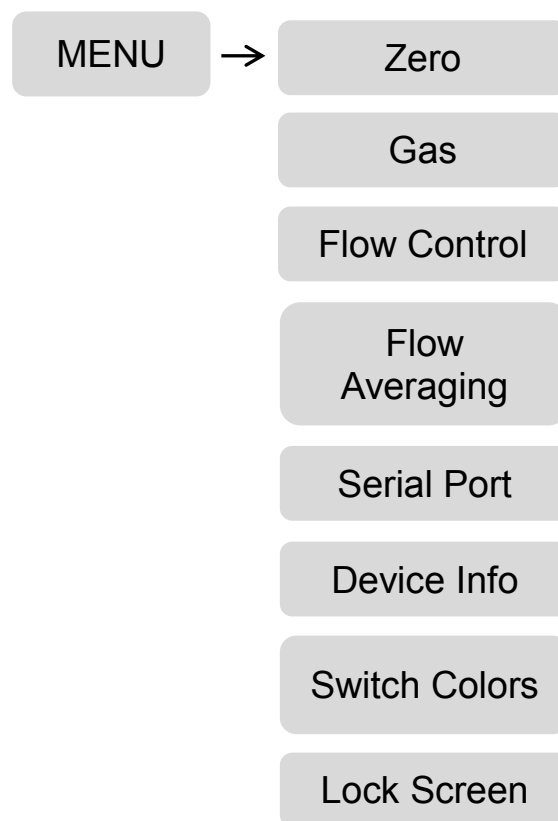 MENU
Zero
Gas
Flow Control
Flow
Averaging
Serial Port
Device Info
Switch Colors
Lock Screen